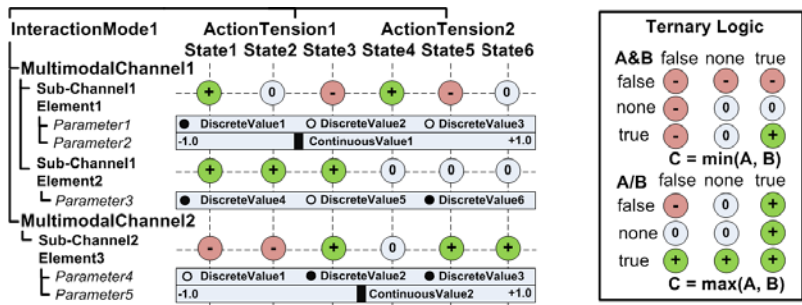 InteractionMode1 ActionTension1 ActionTension2
State1 State2 State3 State4 State5 State6
MultimodalChannel1
Sub-Channel1 + 0 - + - 0
Element1
Parameter1 DiscreteValue1 DiscreteValue2 DiscreteValue3
Parameter2 -1.0 ContinuousValue1 +1.0
Sub-Channel1 + + + 0 0 0
Element2
Parameter3 DiscreteValue4 DiscreteValue5 DiscreteValue6
MultimodalChannel2
Sub-Channel2 - - + 0 + +
Element3
Parameter4 DiscreteValue1 DiscreteValue2 DiscreteValue3
Parameter5 -1.0 ContinuousValue2 +1.0
Ternary Logic
A&B false none true
false - - -
none - 0 0
true - 0 +
C = min(A, B)
A/B false none true
false - 0 +
none 0 0 +
true + + +
C = max(A, B)